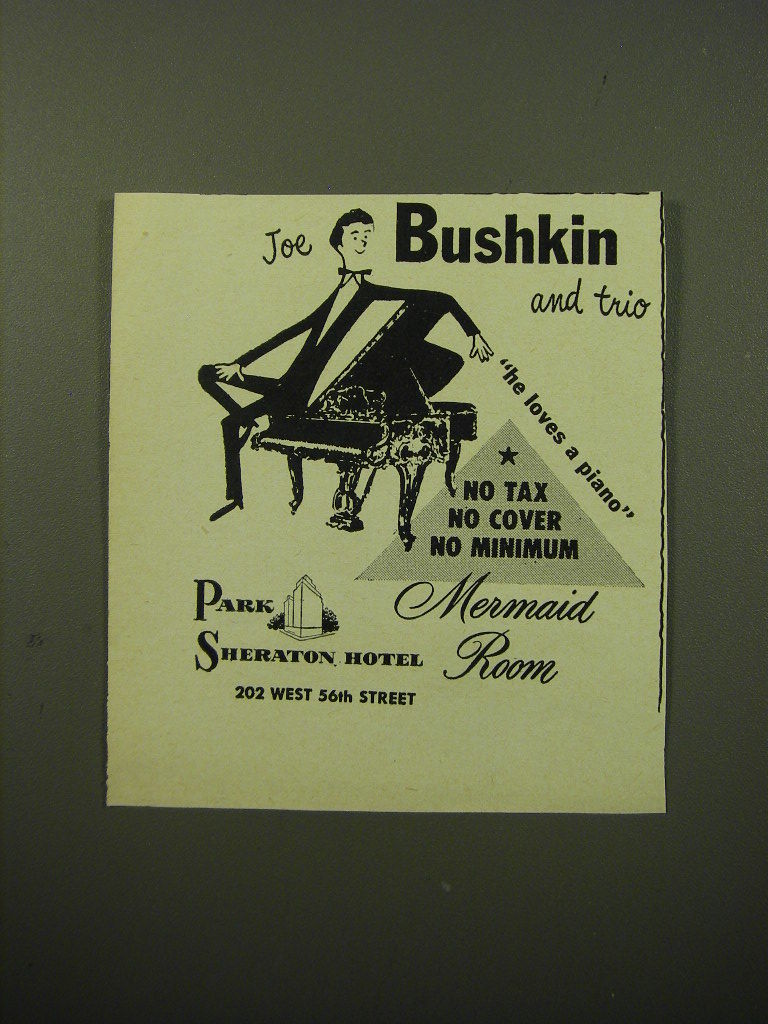 Joe Bushkin
and trio
“he loves a piano”
NO TAX
NO COVER
NO MINIMUM
PARK
SHERATON HOTEL
Mermaid
Room
202 WEST 56th STREET